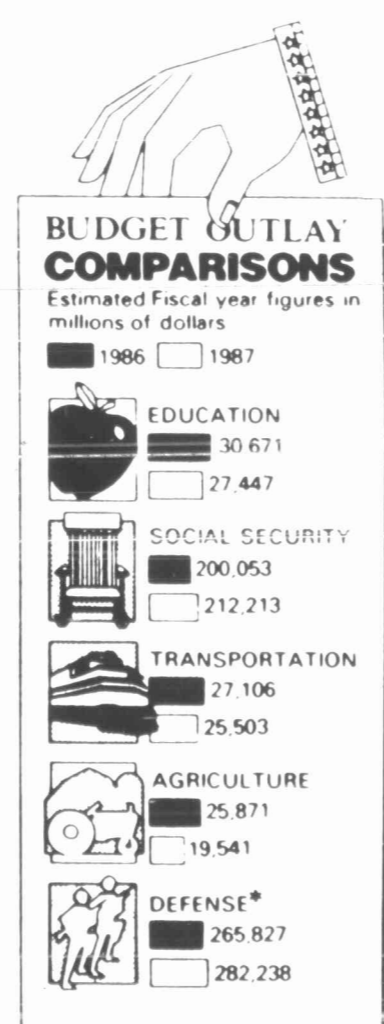 BUDGET OUTLAY
COMPARISONS
Estimated Fiscal year figures in
millions of dollars
1986 1987
EDUCATION
30.671
27,447
SOCIAL SECURITY
200,053
212,213
TRANSPORTATION
27,106
25,503
AGRICULTURE
25,871
19,541
DEFENSE*
265,827
282,238